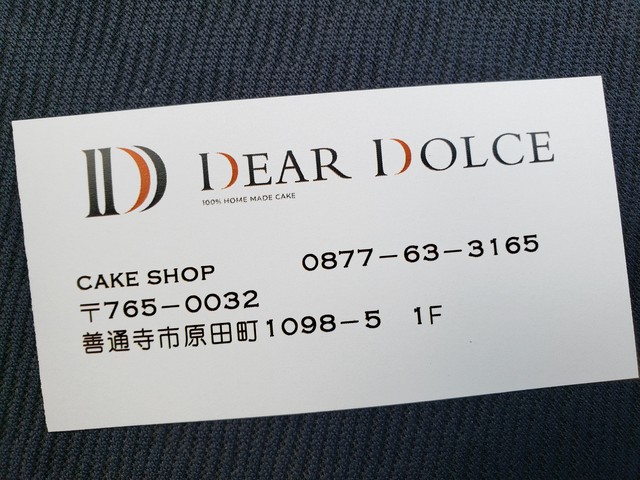 DEAR DOLCE
100% HOME MADE CAKE
CAKE SHOP 0877-63-3165
〒765-0032
善通寺市原田町1098-5 1F